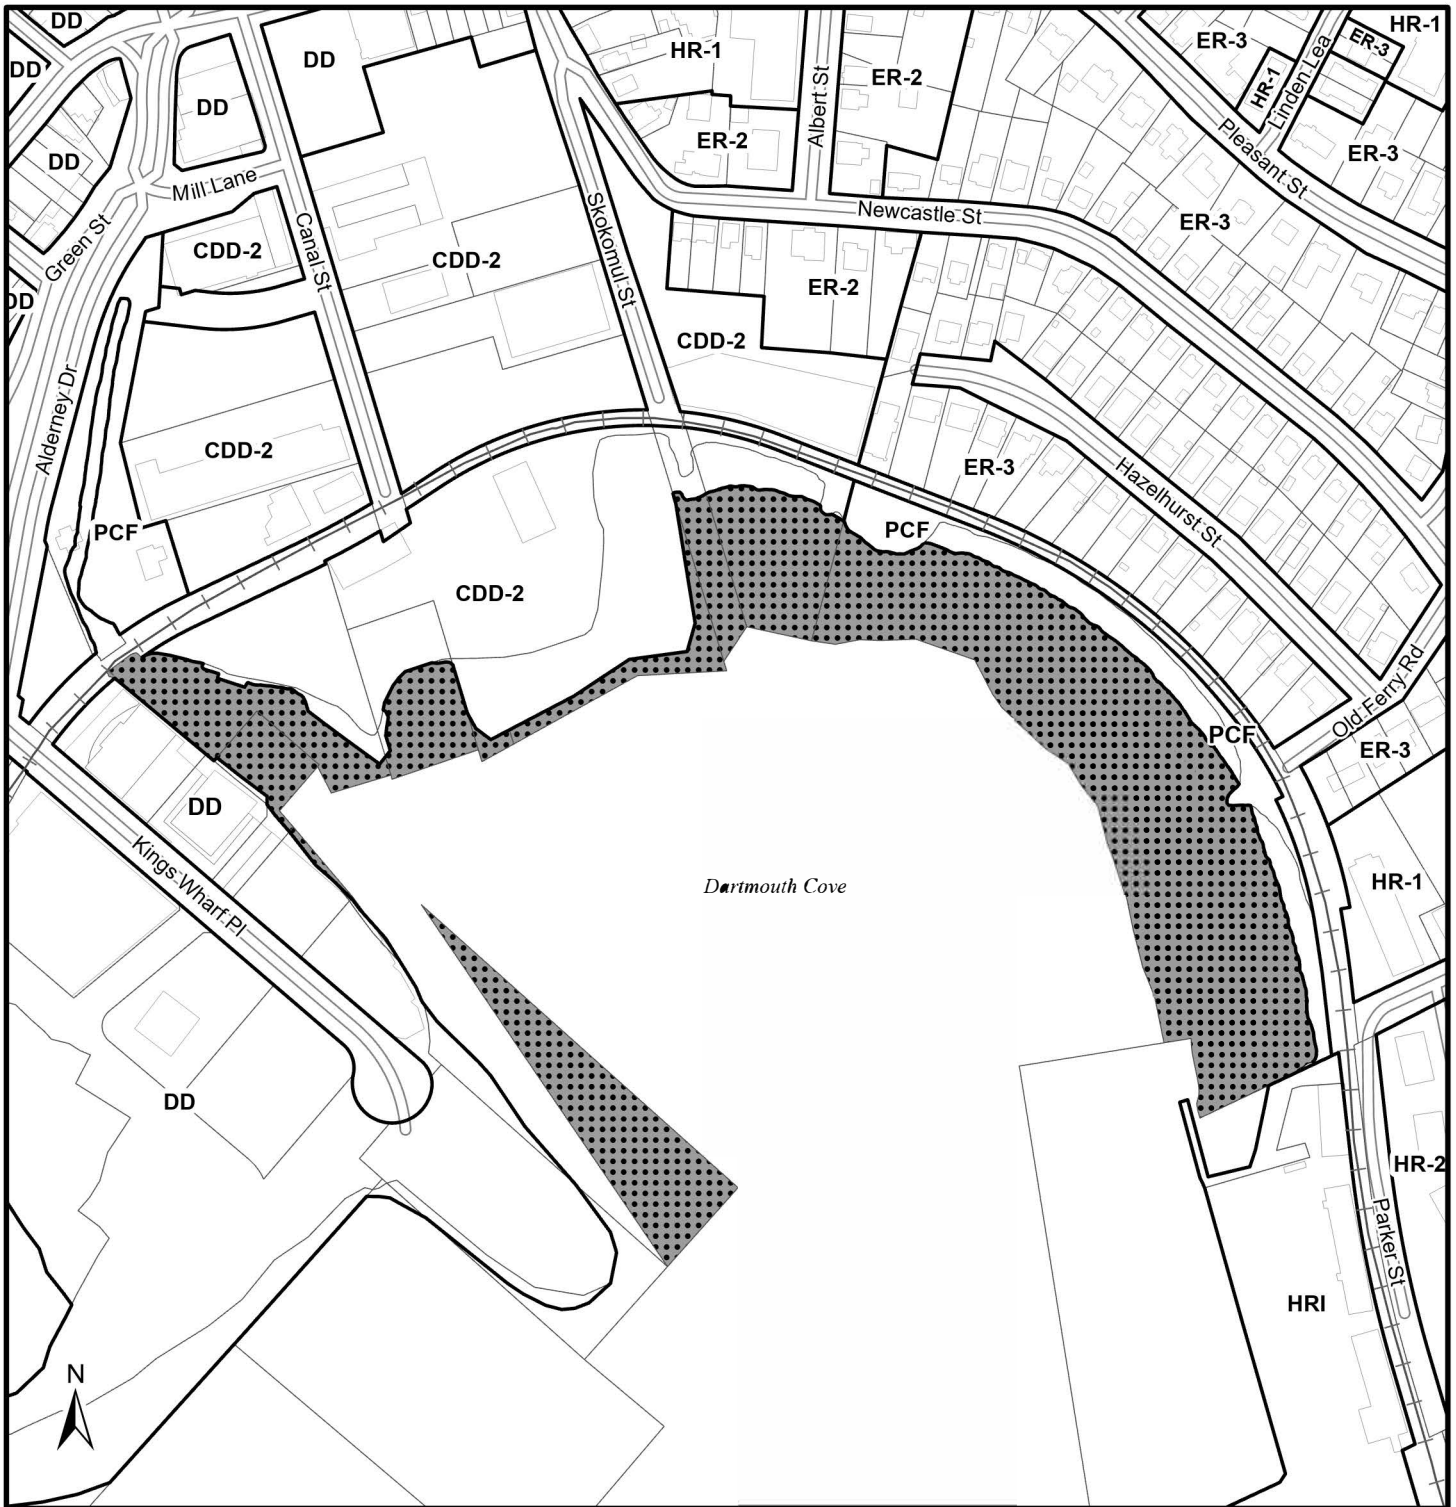 DD
HR-1
ER-3
ER-3
HR-1
DD
DD
ER-2
HR-1
Linden Lea
DD
Albert St
DD
ER-2
Pleasant St
ER-3
Mill Lane
Newcastle St
ER-3
Green St
CDD-2
Canal St
CDD-2
Skokomul St
ER-2
DD
CDD-2
Alderney Dr
CDD-2
ER-3
Hazelhurst St
PCF
PCF
CDD-2
Old Ferry Rd
PCF
ER-3
DD
Kings Wharf Pl
Dartmouth Cove
HR-1
DD
HR-2
Parker St
HRI
N